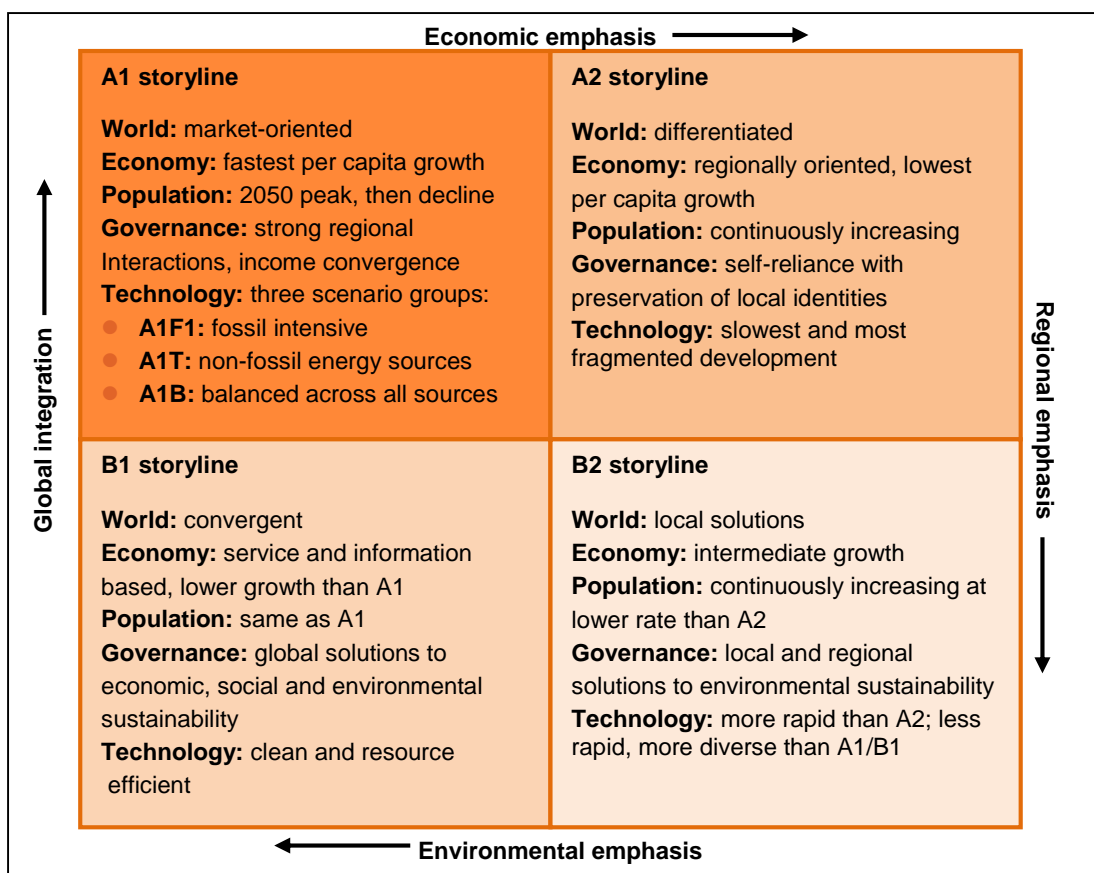 Economic emphasis
A1 storyline
World: market-oriented
Economy: fastest per capita growth
Population: 2050 peak, then decline
Governance: strong regional
Interactions, income convergence
Technology: three scenario groups:
A1F1: fossil intensive
A1T: non-fossil energy sources
A1B: balanced across all sources
A2 storyline
World: differentiated
Economy: regionally oriented, lowest
per capita growth
Population: continuously increasing
Governance: self-reliance with
preservation of local identities
Technology: slowest and most
fragmented development
Global integration
Regional emphasis
B1 storyline
World: convergent
Economy: service and information
based, lower growth than A1
Population: same as A1
Governance: global solutions to
economic, social and environmental
sustainability
Technology: clean and resource
efficient
B2 storyline
World: local solutions
Economy: intermediate growth
Population: continuously increasing at
lower rate than A2
Governance: local and regional
solutions to environmental sustainability
Technology: more rapid than A2; less
rapid, more diverse than A1/B1
Environmental emphasis